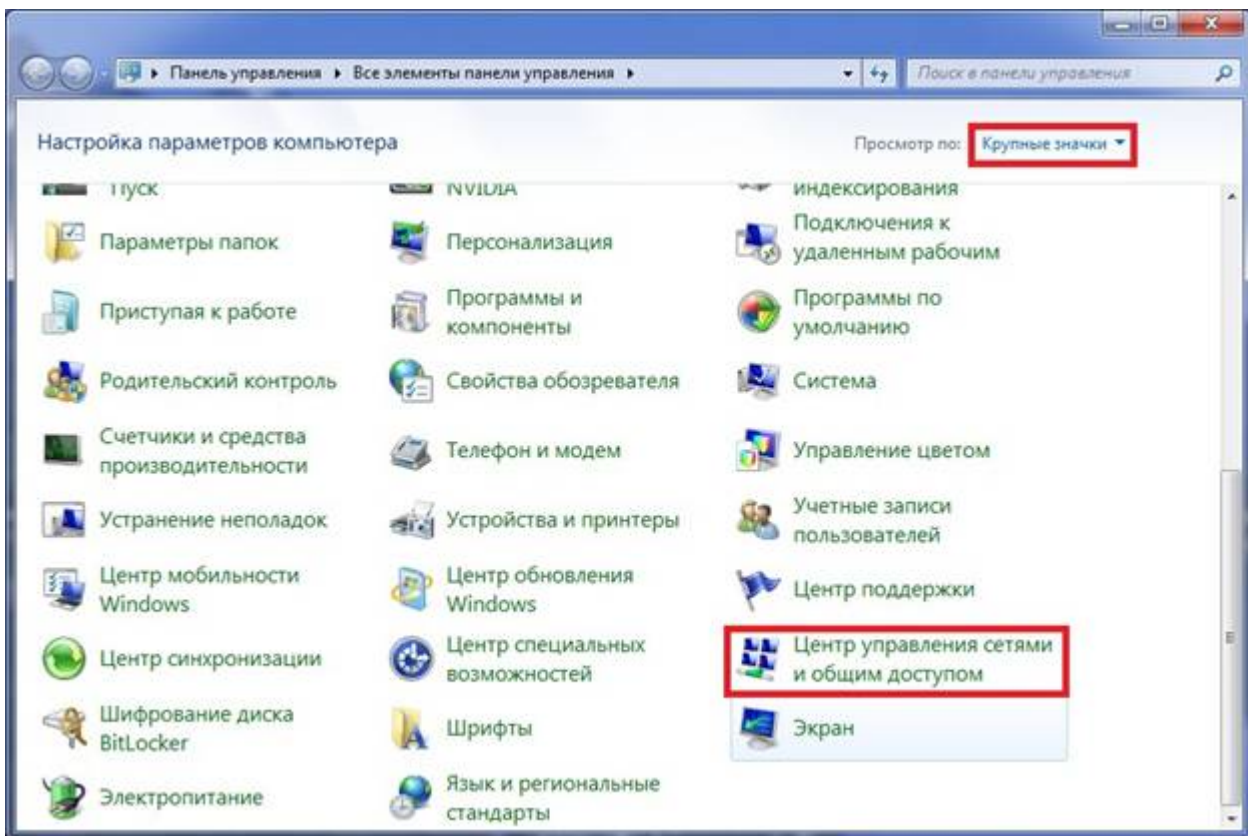 Панель управления ▸ Все элементы панели управления ▸
Поиск в панели управления
Настройка параметров компьютера
Просмотр по: Крупные значки
Пуск
NVIDIA
индексирования
Параметры папок
Персонализация
Подключения к
удаленным рабочим
Приступая к работе
Программы и
компоненты
Программы по
умолчанию
Родительский контроль
Свойства обозревателя
Система
Счетчики и средства
производительности
Телефон и модем
Управление цветом
Устранение неполадок
Устройства и принтеры
Учетные записи
пользователей
Центр мобильности
Windows
Центр обновления
Windows
Центр поддержки
Центр синхронизации
Центр специальных
возможностей
Центр управления сетями
и общим доступом
Шифрование диска
BitLocker
Шрифты
Экран
Электропитание
Язык и региональные
стандарты